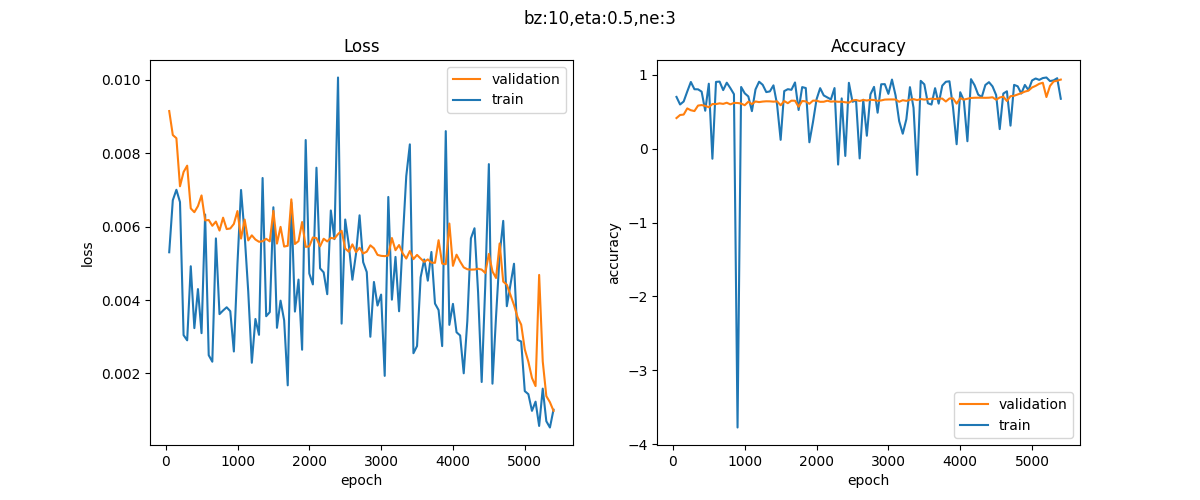 bz:10,eta:0.5,ne:3
Loss
validation
train
0.010
0.008
0.006
0.004
0.002
loss
0
1000
2000
3000
4000
5000
epoch
Accuracy
1
0
−1
−2
−3
−4
accuracy
validation
train
0
1000
2000
3000
4000
5000
epoch